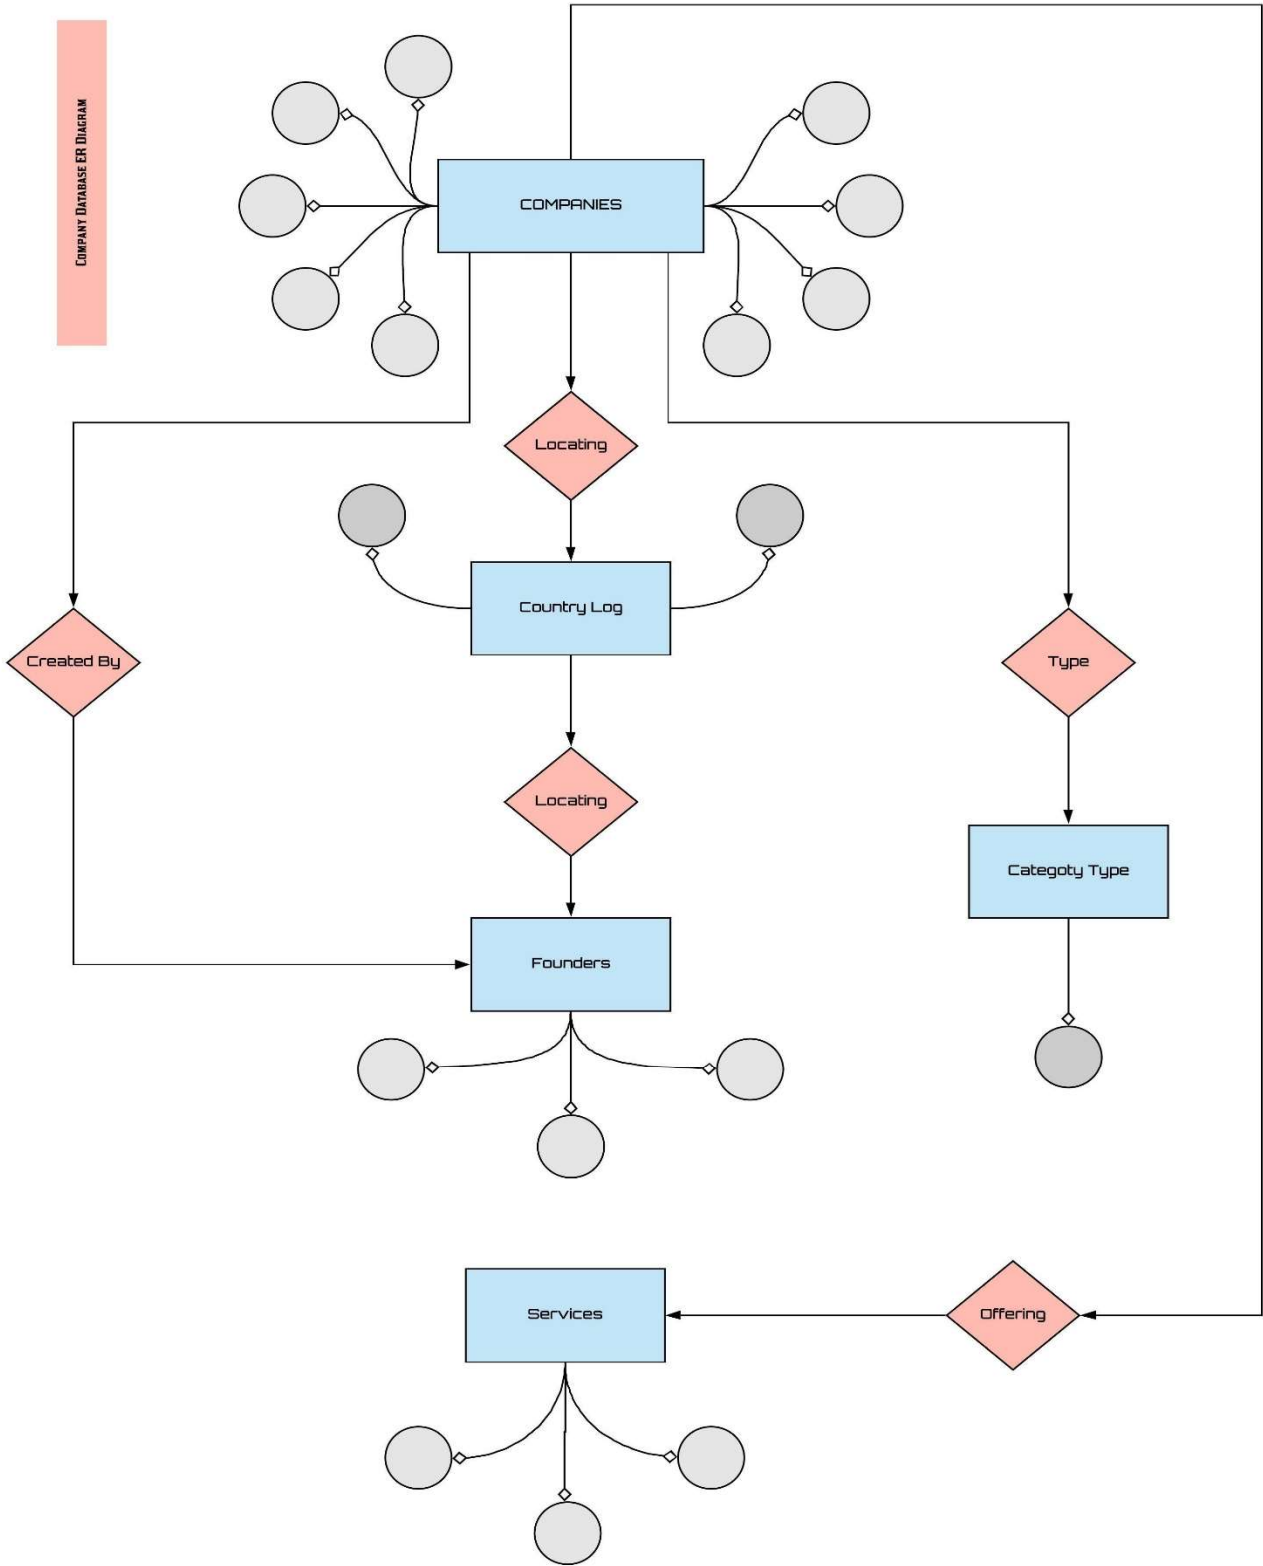 Company Database ER Diagram
COMPANIES
Locating
Country Log
Created By
Type
Locating
Categoty Type
Founders
Services
Offering